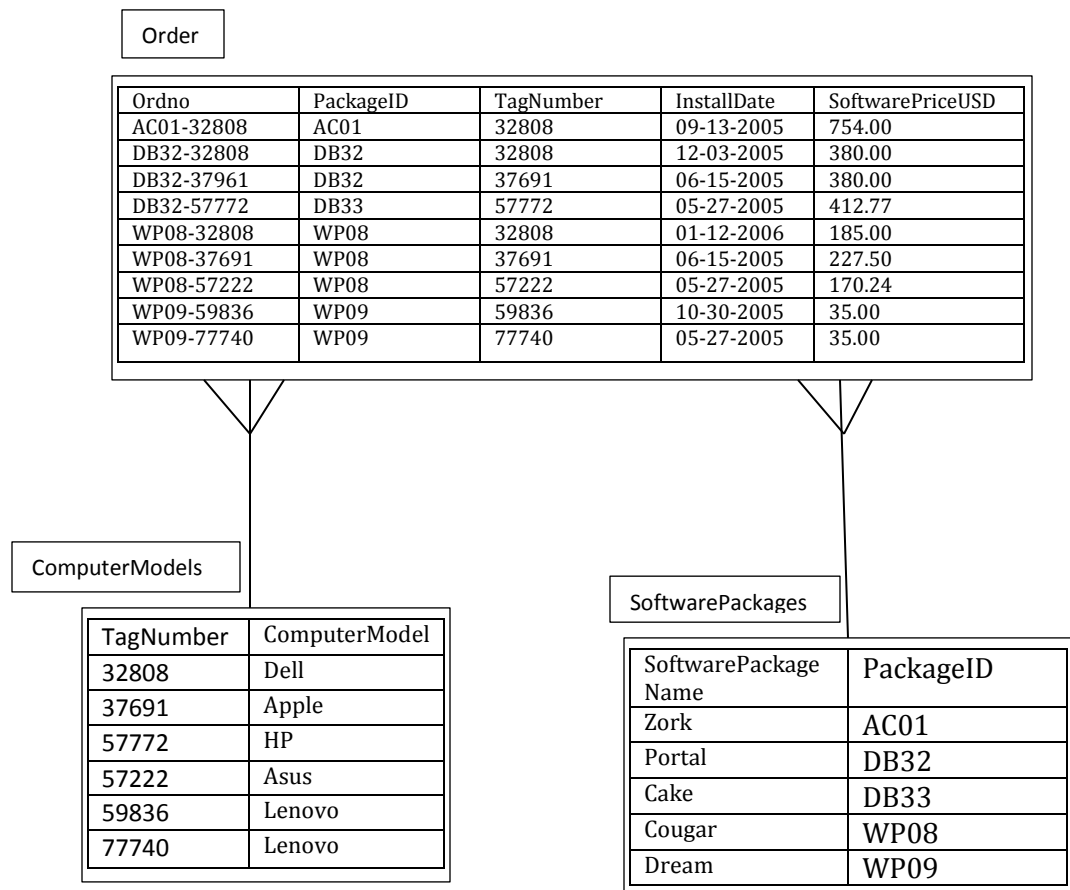 Order
Ordno PackageID TagNumber InstallDate SoftwarePriceUSD
AC01-32808 AC01 32808 09-13-2005 754.00
DB32-32808 DB32 32808 12-03-2005 380.00
DB32-37961 DB32 37691 06-15-2005 380.00
DB32-57772 DB33 57772 05-27-2005 412.77
WP08-32808 WP08 32808 01-12-2006 185.00
WP08-37691 WP08 37691 06-15-2005 227.50
WP08-57222 WP08 57222 05-27-2005 170.24
WP09-59836 WP09 59836 10-30-2005 35.00
WP09-77740 WP09 77740 05-27-2005 35.00
ComputerModels
TagNumber ComputerModel
32808 Dell
37691 Apple
57772 HP
57222 Asus
59836 Lenovo
77740 Lenovo
SoftwarePackages
SoftwarePackage PackageID
Name
Zork AC01
Portal DB32
Cake DB33
Cougar WP08
Dream WP09